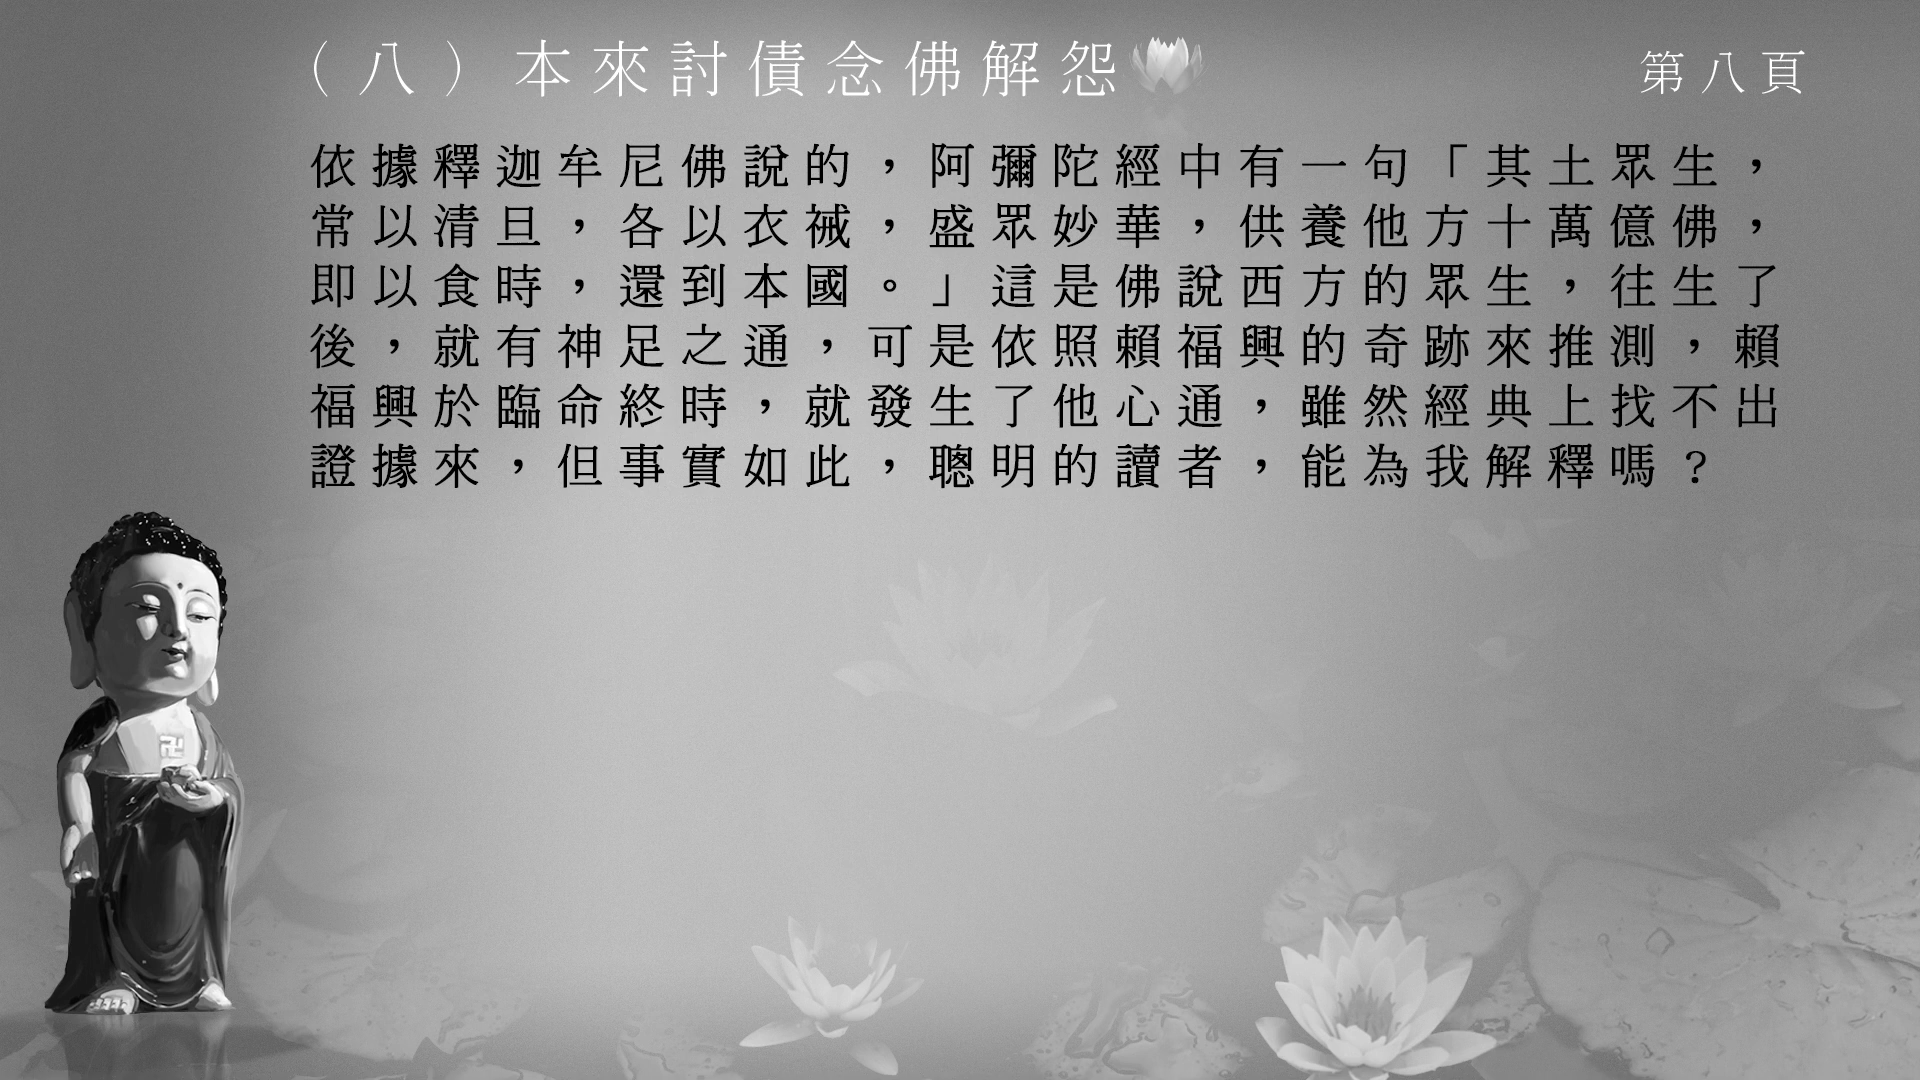 （八）本來討債念佛解怨
第八頁
依據釋迦牟尼佛說的，阿彌陀經中有一句「其土眾生，
常以清旦，各以衣裓，盛眾妙華，供養他方十萬億佛，
即以食時，還到本國。」這是佛說西方的眾生，往生了
後，就有神足之通，可是依照賴福興的奇跡來推測，賴
福興於臨命終時，就發生了他心通，雖然經典上找不出
證據來，但事實如此，聰明的讀者，能為我解釋嗎？
卍